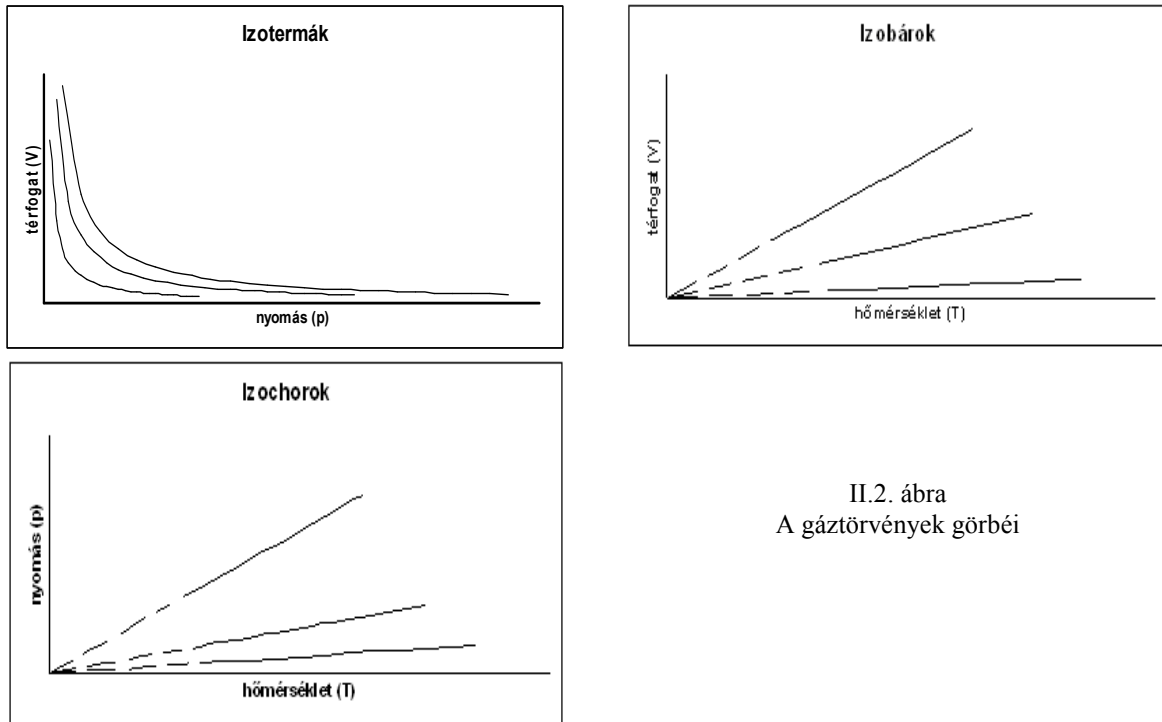 Izotermák
térfogat (V)
nyomás (p)
Izobárok
térfogat (V)
hőmérséklet (T)
Izochorok
nyomás (p)
hőmérséklet (T)
II.2. ábra
A gáztörvények görbéi